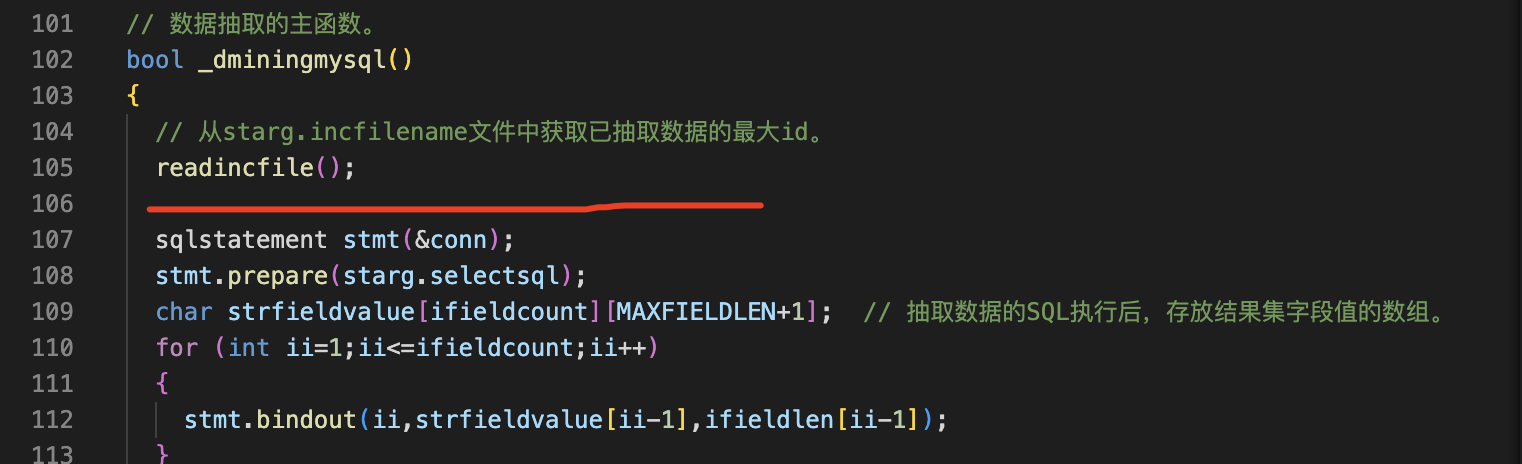 101 // 数据抽取的主函数。
102 bool _dminingmysql()
103 {
104 // 从starg.incfilename文件中获取已抽取数据的最大id。
105 readincfile();
106
107 sqlstatement stmt(&conn);
108 stmt.prepare(starg.selectsql);
109 char strfieldvalue[ifieldcount][MAXFIELDLEN+1]; // 抽取数据的SQL执行后，存放结果集字段值的数组。
110 for (int ii=1;ii<=ifieldcount;ii++)
111 {
112 stmt.bindout(ii,strfieldvalue[ii-1],ifieldlen[ii-1]);
113 }